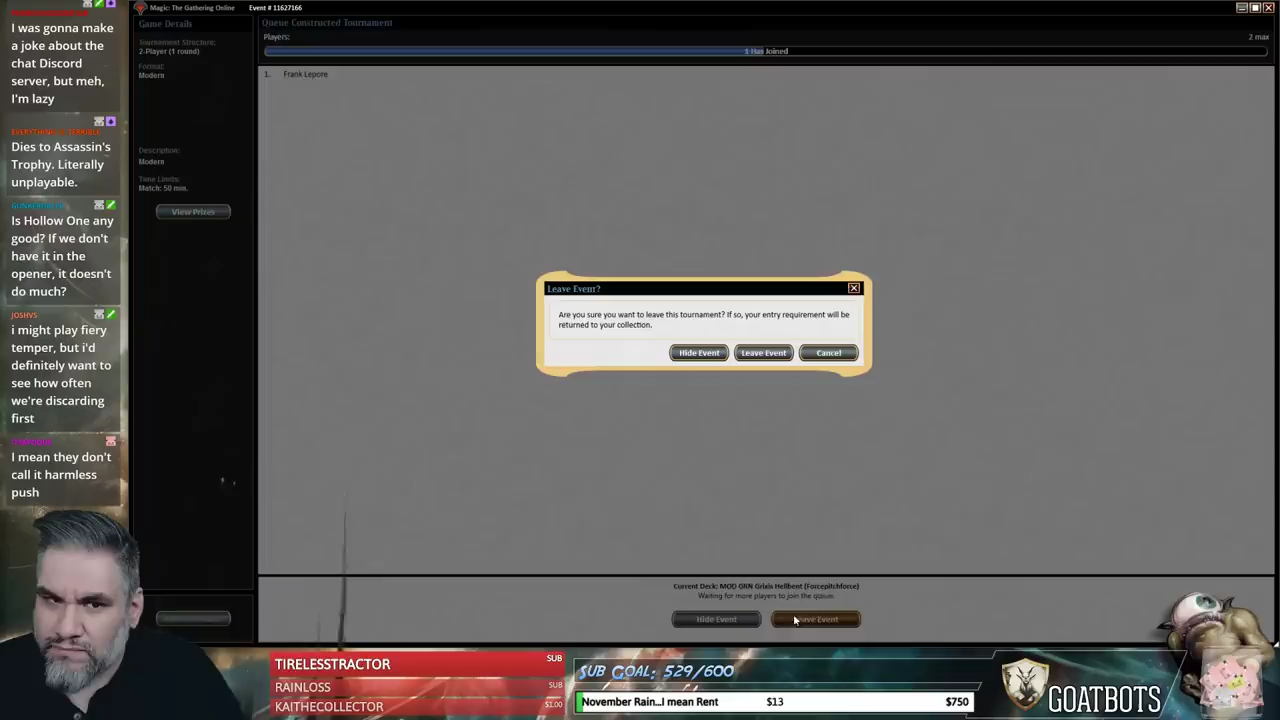 Magic: The Gathering Online Event # 11627166
I was gonna
make a joke about the
chat Discord
server, but meh,
I'm lazy
Dies to Assassin's
Trophy. Literally
unplayable.
Is Hollow One any
good? If we don't
have it in the
opener, it doesn't
do much?
JOSHVS
i might play fiery
temper, but i'd
definitely want to
see how often
we're discarding
first
I mean they don't
call it harmless
push
Game Details
Tournament Structure:
2-Player (1 round)
Format:
Modern
Description:
Modern
Time Limits:
Match: 50 min.
View Prizes
Queue Constructed Tournament
Players:
2 max
1 Has Joined
1. Frank Lepore
Leave Event?
Are you sure you want to leave this tournament? If so, your entry requirement will be
returned to your collection.
Hide Event Leave Event Cancel
Current Deck: MOD GRN Grixis Hellbent (Forcepitchforce)
Waiting for more players to join the queue.
Hide Event Leave Event
TIRELESSTRACTOR SUB
RAINLOSS SUB
KAITHECOLLECTOR $1.00
SUB GOAL: 529/600
November Rain...I mean Rent $13 $750
GOATBOTS